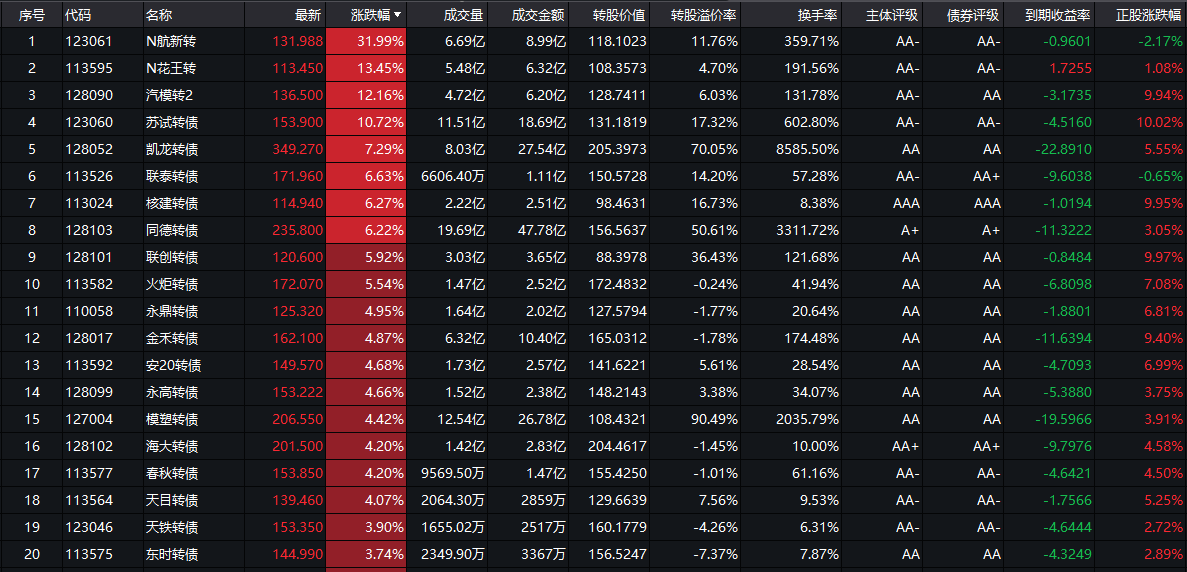 序号 代码 名称 最新 涨跌幅 成交量 成交金额 转股价值 转股溢价率 换手率 主体评级 债券评级 到期收益率 正股涨跌幅
1 123061 N航新转 131.988 31.99% 6.69亿 8.99亿 118.1023 11.76% 359.71% AA- AA- -0.9601 -2.17%
2 113595 N花王转 113.450 13.45% 5.48亿 6.32亿 108.3573 4.70% 191.56% AA- AA- 1.7255 1.08%
3 128090 汽模转2 136.500 12.16% 4.72亿 6.20亿 128.7411 6.03% 131.78% AA- AA -3.1735 9.94%
4 123060 苏试转债 153.900 10.72% 11.51亿 18.69亿 131.1819 17.32% 602.80% AA- AA- -4.5160 10.02%
5 128052 凯龙转债 349.270 7.29% 8.03亿 27.54亿 205.3973 70.05% 8585.50% AA AA -22.8910 5.55%
6 113526 联泰转债 171.960 6.63% 6606.40万 1.11亿 150.5728 14.20% 57.28% AA- AA+ -9.6038 -0.65%
7 113024 核建转债 114.940 6.27% 2.22亿 2.51亿 98.4631 16.73% 8.38% AAA AAA -1.0194 9.95%
8 128103 同德转债 235.800 6.22% 19.69亿 47.78亿 156.5637 50.61% 3311.72% A+ A+ -11.3222 3.05%
9 128101 联创转债 120.600 5.92% 3.03亿 3.65亿 88.3978 36.43% 121.68% AA AA -0.8484 9.97%
10 113582 火炬转债 172.070 5.54% 1.47亿 2.52亿 172.4832 -0.24% 41.94% AA AA -6.8098 7.08%
11 110058 永鼎转债 125.320 4.95% 1.64亿 2.02亿 127.5794 -1.77% 20.64% AA AA -1.8801 6.81%
12 128017 金禾转债 162.100 4.87% 6.32亿 10.40亿 165.0312 -1.78% 174.48% AA AA -11.6394 9.40%
13 113592 安20转债 149.570 4.68% 1.73亿 2.57亿 141.6221 5.61% 28.54% AA AA -4.7093 6.99%
14 128099 永高转债 153.222 4.66% 1.52亿 2.38亿 148.2143 3.38% 34.07% AA AA -5.3880 3.75%
15 127004 模塑转债 206.550 4.42% 12.54亿 26.78亿 108.4321 90.49% 2035.79% AA AA -19.5966 3.91%
16 128102 海大转债 201.500 4.20% 1.42亿 2.83亿 204.4617 -1.45% 10.00% AA+ AA+ -9.7976 4.58%
17 113577 春秋转债 153.850 4.20% 9569.50万 1.47亿 155.4250 -1.01% 61.16% AA- AA- -4.6421 4.50%
18 113564 天目转债 139.460 4.07% 2064.30万 2859万 129.6639 7.56% 9.53% AA- AA- -1.7566 5.25%
19 123046 天铁转债 153.350 3.90% 1655.02万 2517万 160.1779 -4.26% 6.31% AA- AA- -4.6444 2.72%
20 113575 东时转债 144.990 3.74% 2349.90万 3367万 156.5247 -7.37% 7.87% AA AA -4.3249 2.89%